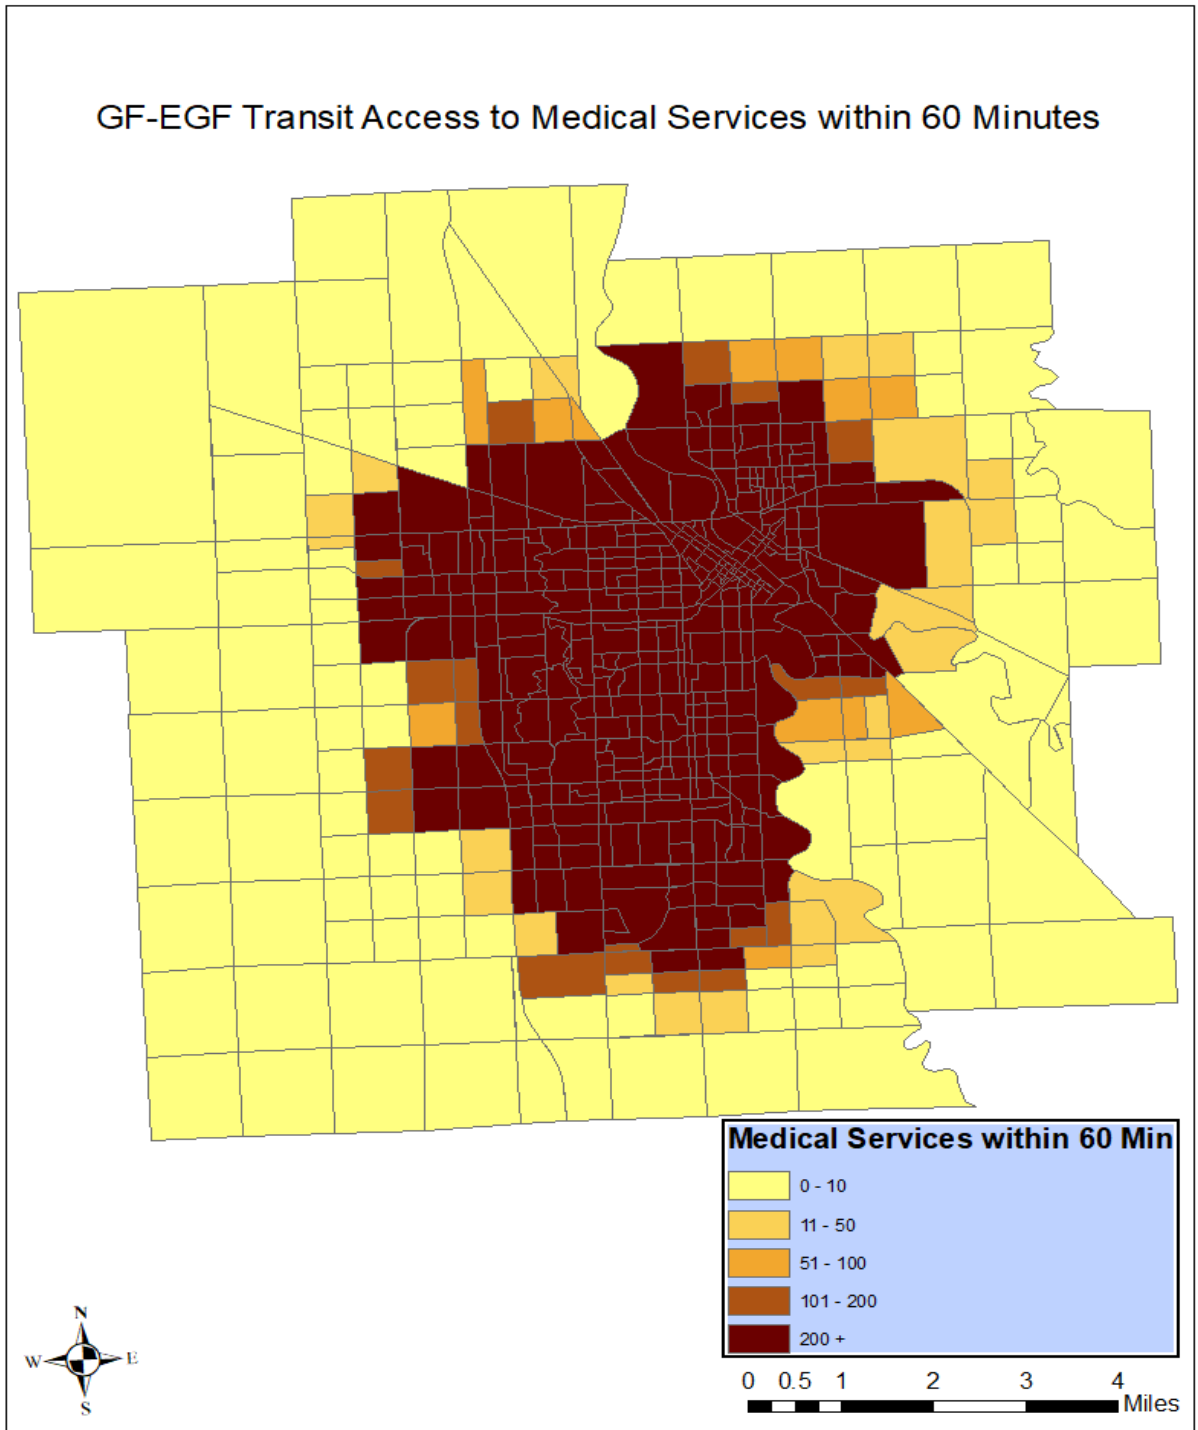 GF-EGF Transit Access to Medical Services within 60 Minutes
Medical Services within 60 Min
0 - 10
11 - 50
51 - 100
101 - 200
200 +
N
W E
S
0 0.5 1 2 3 4
Miles